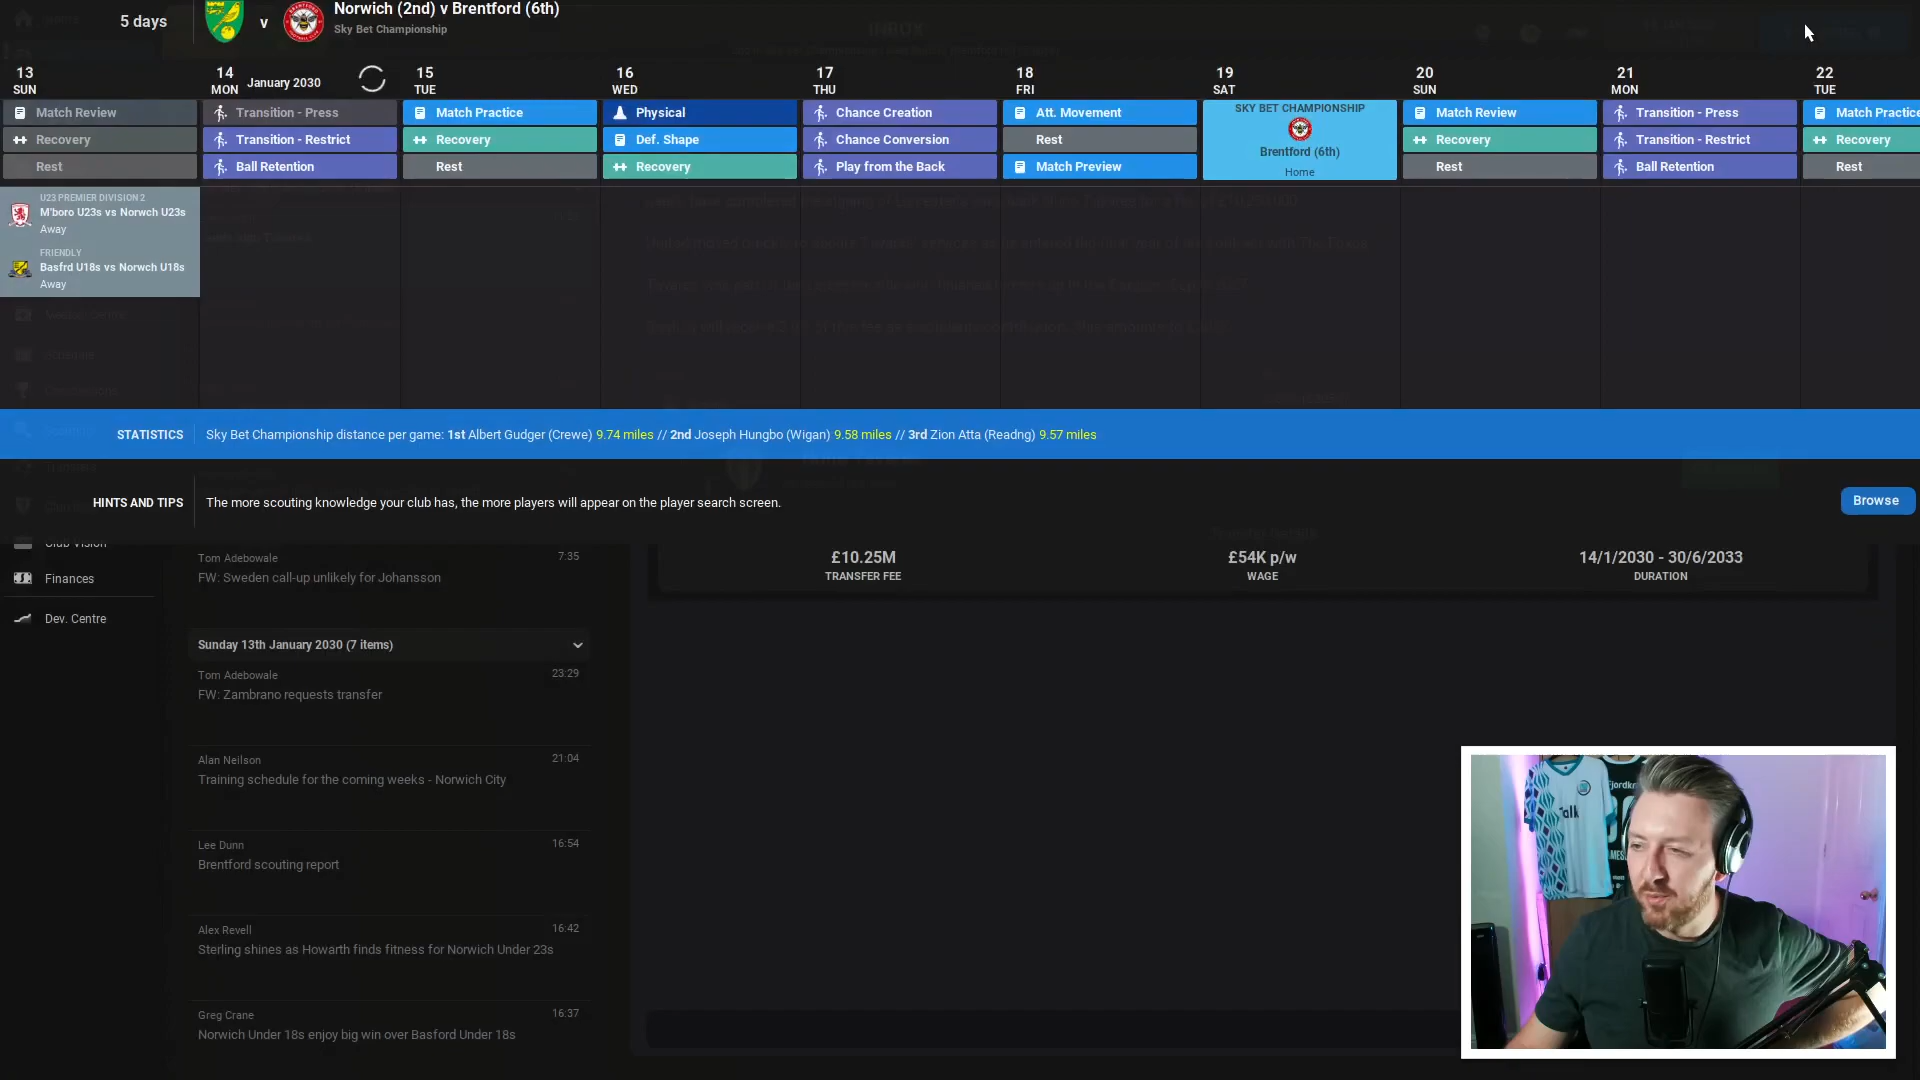 5 days
v
Norwich (2nd) v Brentford (6th)
Sky Bet Championship
13
SUN
Match Review
Recovery
Rest
U23 PREMIER DIVISION 2
M'boro U23s vs Norwch U23s
Away
FRIENDLY
Basfrd U18s vs Norwch U18s
Away
14
MON
January 2030
Transition - Press
Transition - Restrict
Ball Retention
15
TUE
Match Practice
Recovery
Rest
16
WED
Physical
Def. Shape
Recovery
17
THU
Chance Creation
Chance Conversion
Play from the Back
18
FRI
Att. Movement
Rest
Match Preview
19
SAT
SKY BET CHAMPIONSHIP
Brentford (6th)
Home
20
SUN
Match Review
Recovery
Rest
21
MON
Transition - Press
Transition - Restrict
Ball Retention
22
TUE
Match Practice
Recovery
Rest
STATISTICS
Sky Bet Championship distance per game: 1st Albert Gudger (Crewe) 9.74 miles // 2nd Joseph Hungbo (Wigan) 9.58 miles // 3rd Zion Atta (Readng) 9.57 miles
HINTS AND TIPS
The more scouting knowledge your club has, the more players will appear on the player search screen.
Browse
Club Vision
Finances
Dev. Centre
Tom Adebowale
7:35
FW: Sweden call-up unlikely for Johansson
Sunday 13th January 2030 (7 items)
Tom Adebowale
23:29
FW: Zambrano requests transfer
Alan Neilson
21:04
Training schedule for the coming weeks - Norwich City
Lee Dunn
16:54
Brentford scouting report
Alex Revell
16:42
Sterling shines as Howarth finds fitness for Norwich Under 23s
Greg Crane
16:37
Norwich Under 18s enjoy big win over Basford Under 18s
£10.25M
TRANSFER FEE
£54K p/w
WAGE
14/1/2030 - 30/6/2033
DURATION
Talk